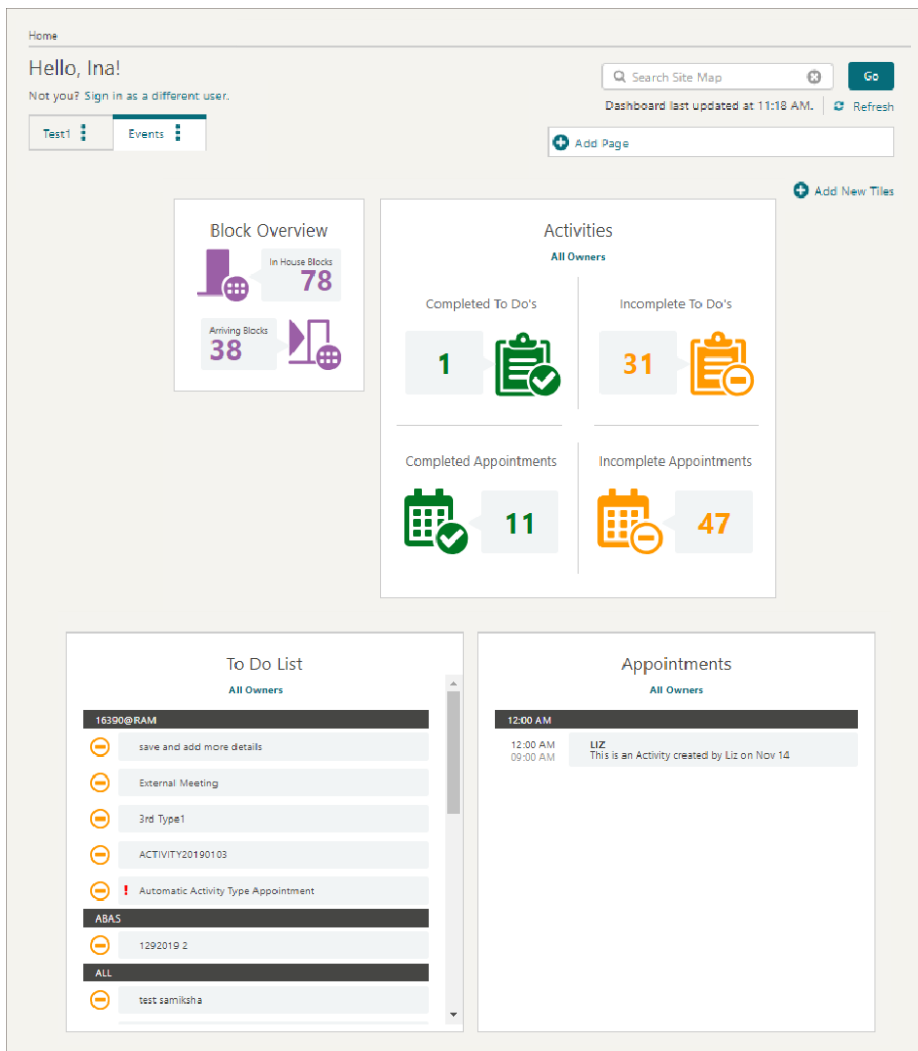 Home
Hello, Ina!
Not you? Sign in as a different user.
Search Site Map
Go
Dashboard last updated at 11:18 AM.
Refresh
Test1
Events
Add Page
Add New Tiles
Block Overview
In House Blocks
78
Arriving Blocks
38
Activities
All Owners
Completed To Do's
1
Incomplete To Do's
31
Completed Appointments
11
Incomplete Appointments
47
To Do List
All Owners
16390@RAM
save and add more details
External Meeting
3rd Type1
ACTIVITY20190103
! Automatic Activity Type Appointment
ABAS
1292019 2
ALL
test samiksha
Appointments
All Owners
12:00 AM
12:00 AM
09:00 AM
LIZ
This is an Activity created by Liz on Nov 14